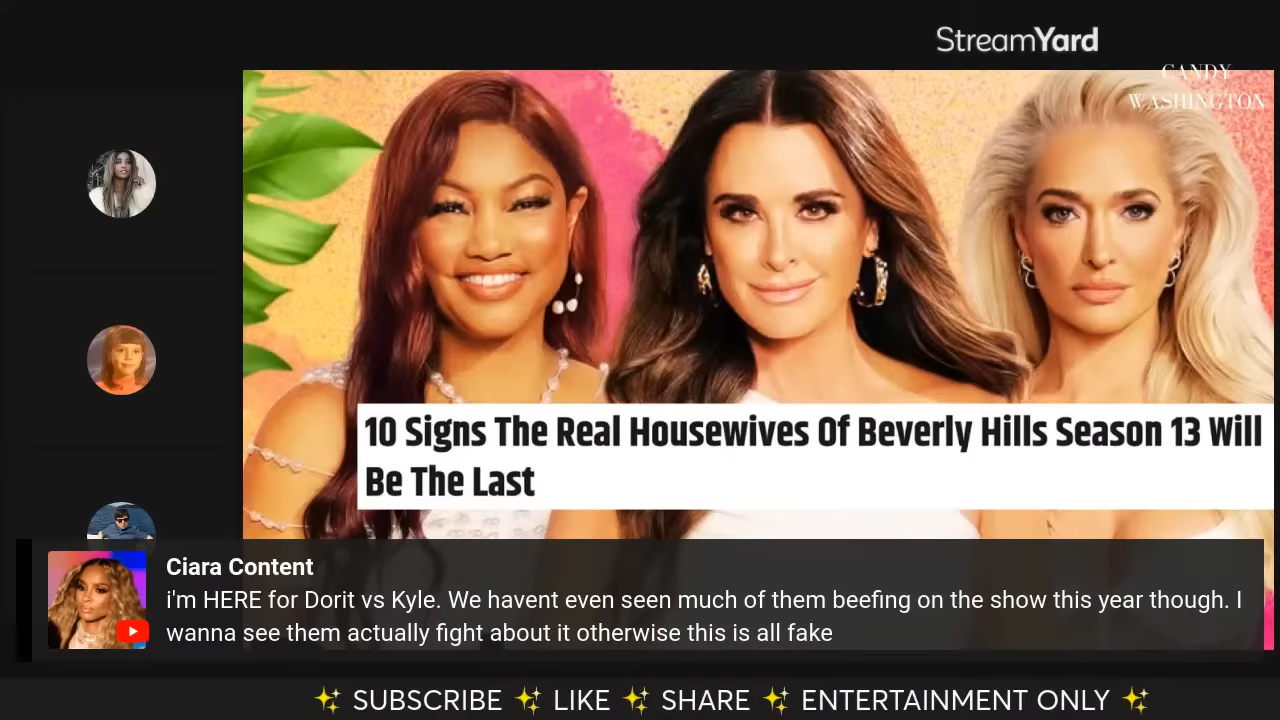 StreamYard
CANDY
WASHINGTON
10 Signs The Real Housewives Of Beverly Hills Season 13 Will
Be The Last
Ciara Content
i'm HERE for Dorit vs Kyle. We havent even seen much of them beefing on the show this year though. I
wanna see them actually fight about it otherwise this is all fake
✨ SUBSCRIBE ✨ LIKE ✨ SHARE ✨ ENTERTAINMENT ONLY ✨